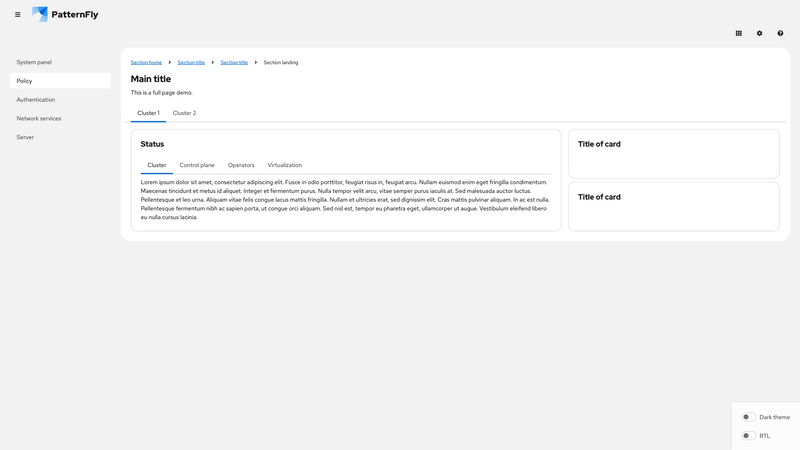 PatternFly
System panel
Policy
Authentication
Network services
Server
Section home Section title Section title Section landing
Main title
This is a full page demo.
Cluster 1 Cluster 2
Status
Cluster Control plane Operators Virtualization
Lorem ipsum dolor sit amet, consectetur adipiscing elit. Fusce in odio porttitor, feugiat risus in, feugiat arcu. Nullam euismod enim eget fringilla condimentum.
Maecenas tincidunt et metus id aliquet. Integer et fermentum purus. Nulla tempor velit arcu, vitae semper purus iaculis at. Sed malesuada auctor luctus.
Pellentesque et leo urna. Aliquam vitae felis congue lacus mattis fringilla. Nullam et ultricies erat, sed dignissim elit. Cras mattis pulvinar aliquam. In ac est nulla.
Pellentesque fermentum nibh ac sapien porta, ut congue orci aliquam. Sed nisl est, tempor eu pharetra eget, ullamcorper ut augue. Vestibulum eleifend libero
eu nulla cursus lacinia.
Title of card
Title of card
Dark theme
RTL